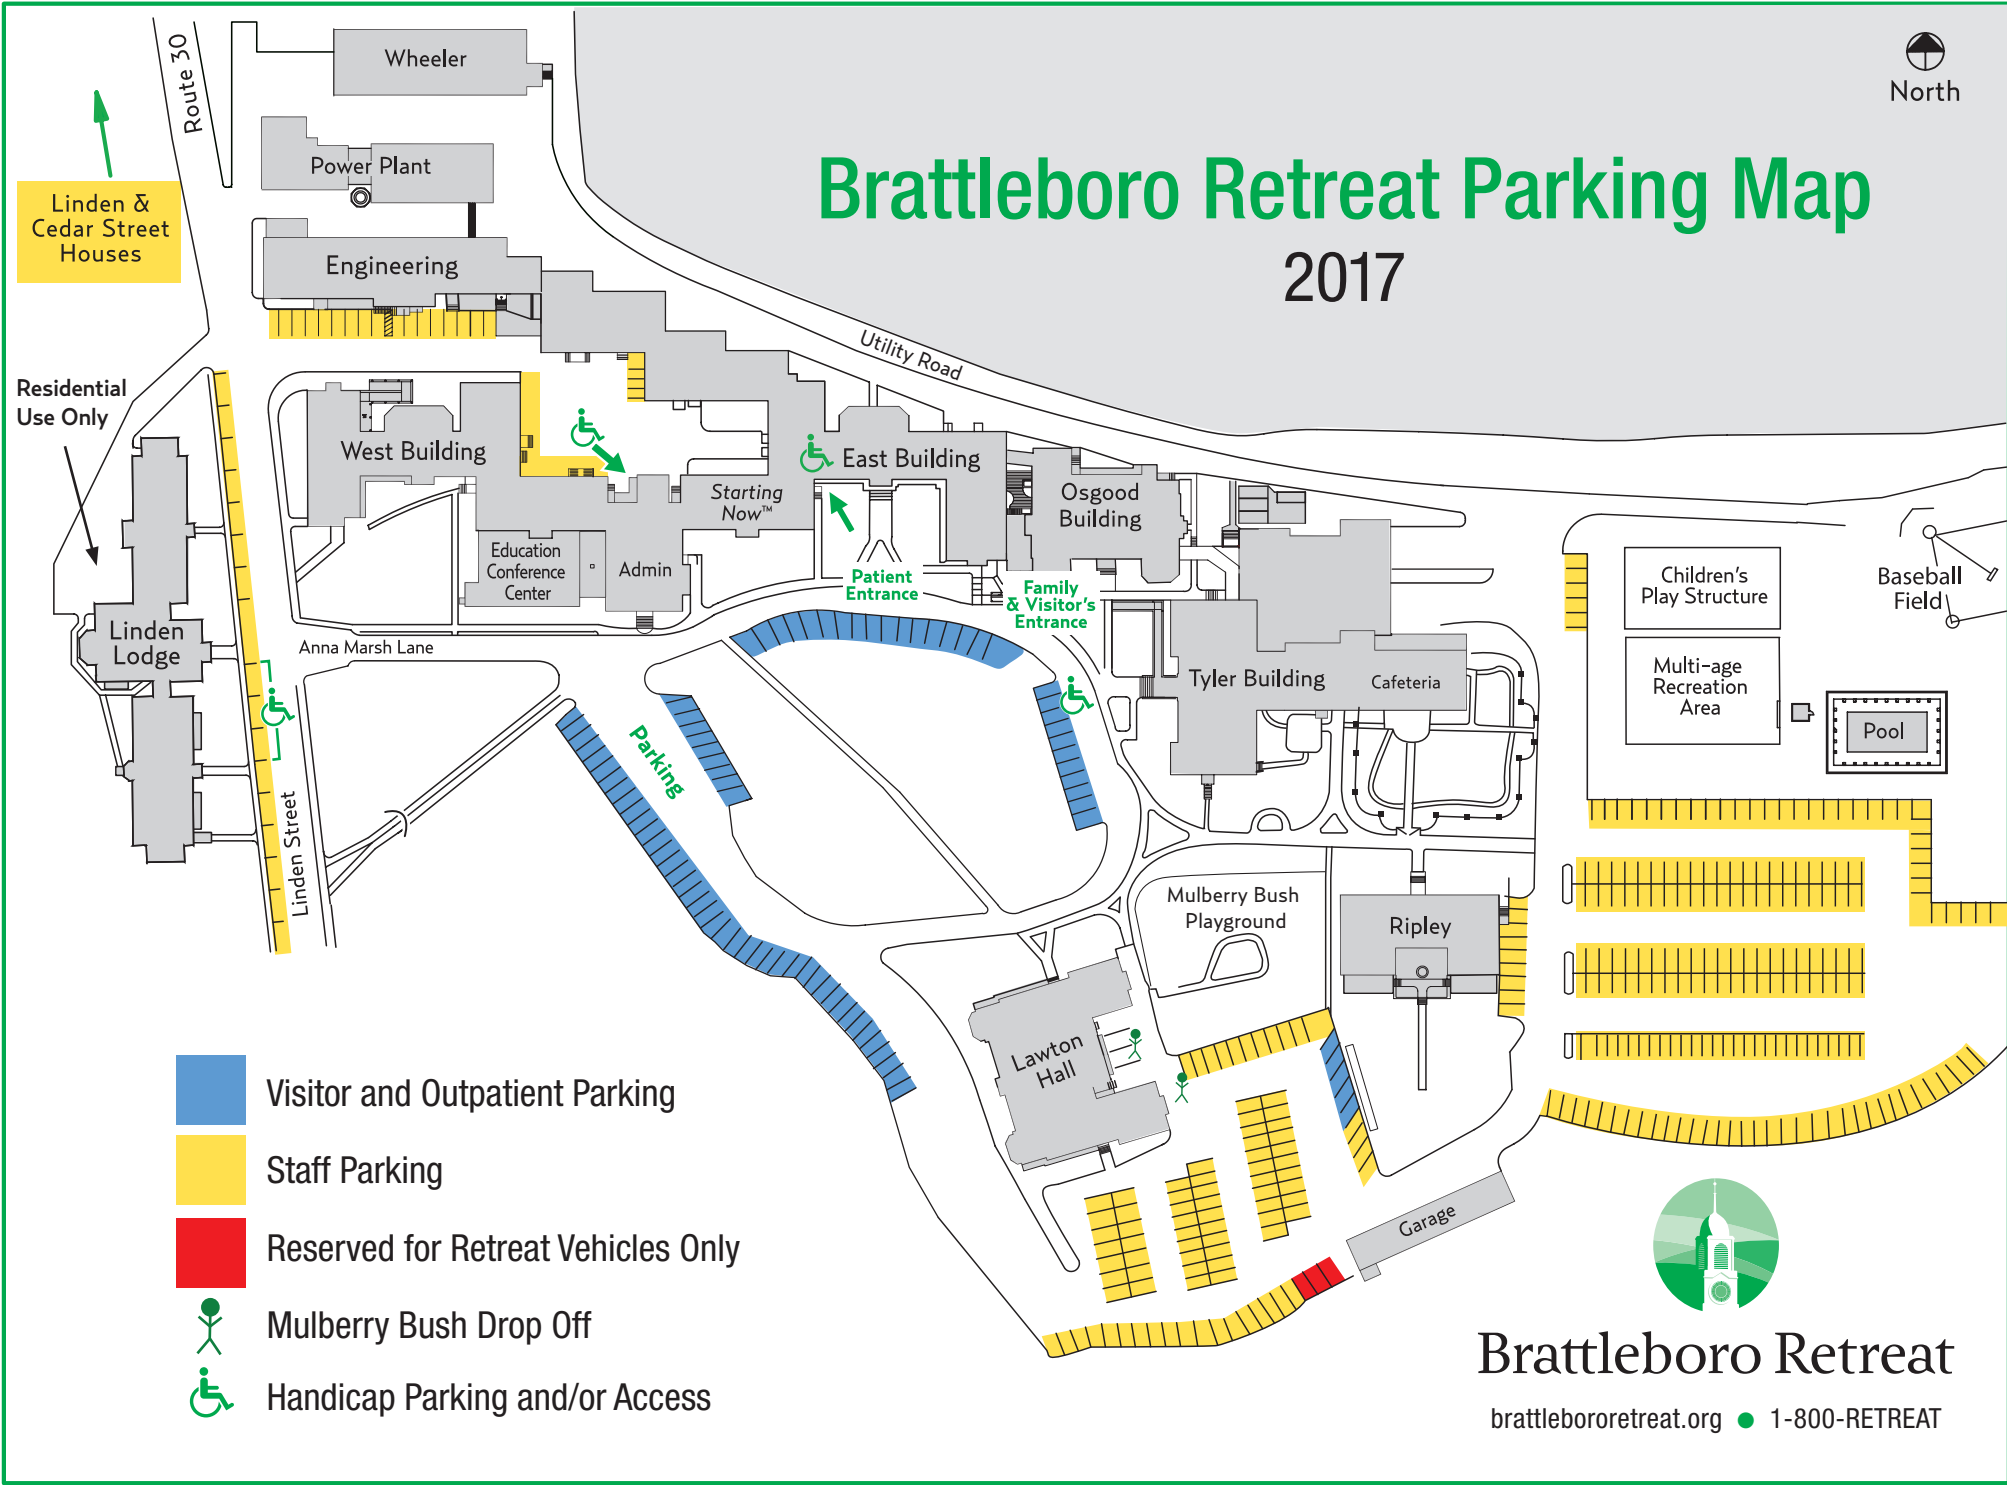 Route 30
Wheeler
North
Power Plant
Linden &
Cedar Street
Houses
Brattleboro Retreat Parking Map
2017
Engineering
Utility Road
Residential
Use Only
West Building
East Building
Starting
Now™
Osgood
Building
Education
Conference
Center
Admin
Patient
Entrance
Family
& Visitor's
Entrance
Children's
Play Structure
Baseball
Field
Linden
Lodge
Anna Marsh Lane
Multi-age
Recreation
Area
Tyler Building
Cafeteria
Pool
Parking
Linden Street
Mulberry Bush
Playground
Ripley
Lawton
Hall
Garage
Visitor and Outpatient Parking
Staff Parking
Reserved for Retreat Vehicles Only
Mulberry Bush Drop Off
Handicap Parking and/or Access
Brattleboro Retreat
brattlebororetreat.org ● 1-800-RETREAT